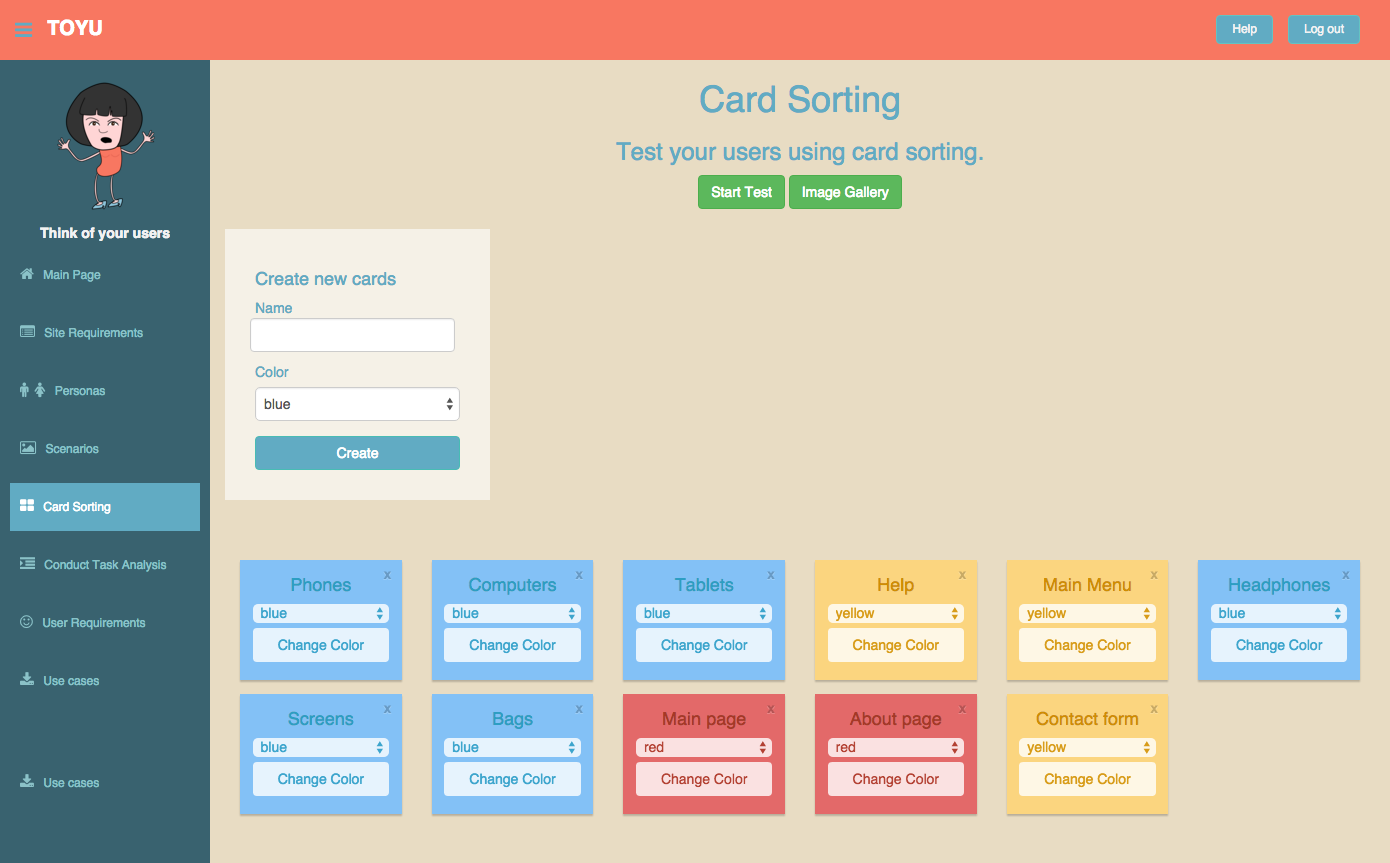 TOYU
Help
Log out
Think of your users
Main Page
Site Requirements
Personas
Scenarios
Card Sorting
Conduct Task Analysis
User Requirements
Use cases
Use cases
Card Sorting
Test your users using card sorting.
Start Test
Image Gallery
Create new cards
Name
Color
blue
Create
Phones
x
blue
Change Color
Computers
x
blue
Change Color
Tablets
x
blue
Change Color
Help
x
yellow
Change Color
Main Menu
x
yellow
Change Color
Headphones
x
blue
Change Color
Screens
x
blue
Change Color
Bags
x
blue
Change Color
Main page
x
red
Change Color
About page
x
red
Change Color
Contact form
x
yellow
Change Color